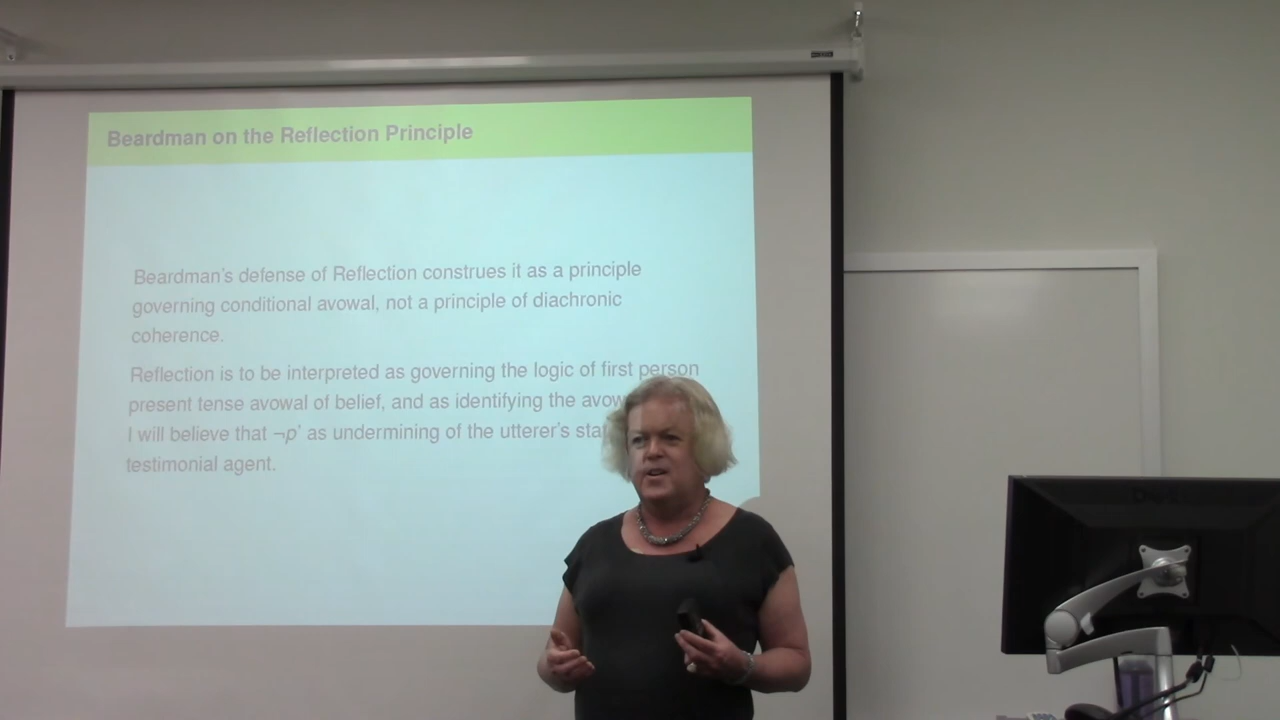 Beardman on the Reflection Principle
Beardman's defense of Reflection construes it as a principle
governing conditional avowal, not a principle of diachronic
coherence.
Reflection is to be interpreted as governing the logic of first person
present tense avowal of belief, and as identifying the
I will believe that ¬p' as undermining of the utterer's
testimonial agent.